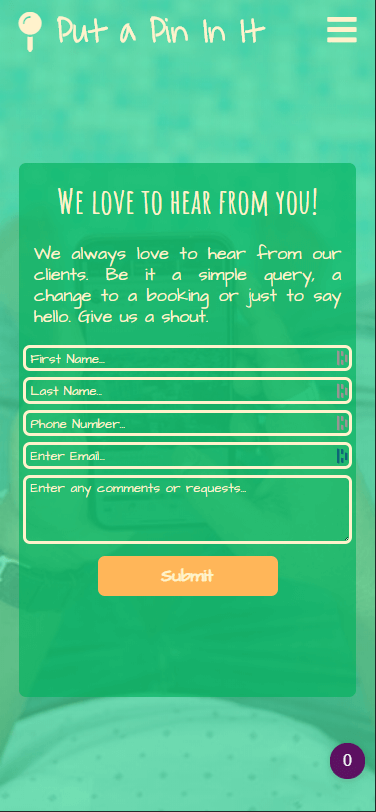 Put a Pin In It
We love to hear from you!
We always love to hear from our
clients. Be it a simple query, a
change to a booking or just to say
hello. Give us a shout.
First Name...
Last Name...
Phone Number...
Enter Email...
Enter any comments or requests...
Submit
0